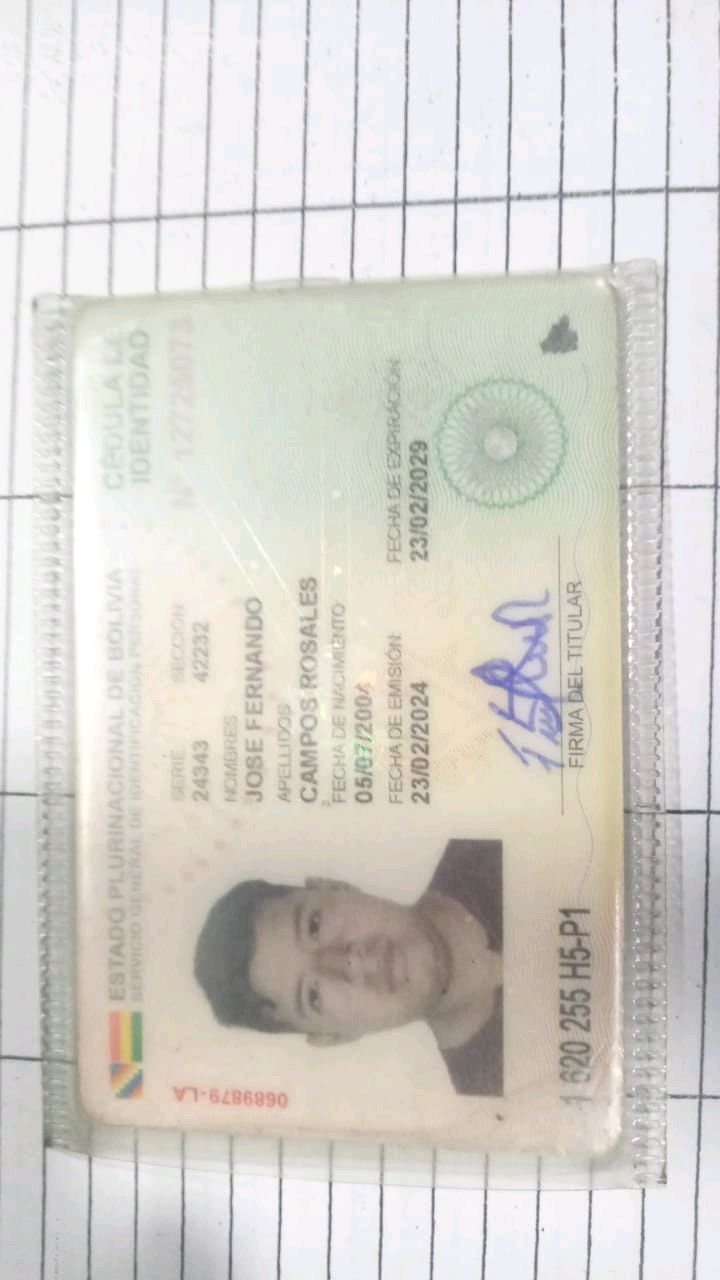 ESTADO PLURINACIONAL DE BOLIVIA
SERVICIO GENERAL DE IDENTIFICACIÓN PERSONAL
CÉDULA DE
IDENTIDAD
N°
SERIE SECCIÓN
24343 42232
NOMBRES
JOSE FERNANDO
APELLIDOS
CAMPOS ROSALES
FECHA DE NACIMIENTO:
05/07/2004
FECHA DE EMISIÓN: FECHA DE EXPIRACIÓN
23/02/2024 23/02/2029
FIRMA DEL TITULAR
0689879-LA
1 620 255 H5-P1